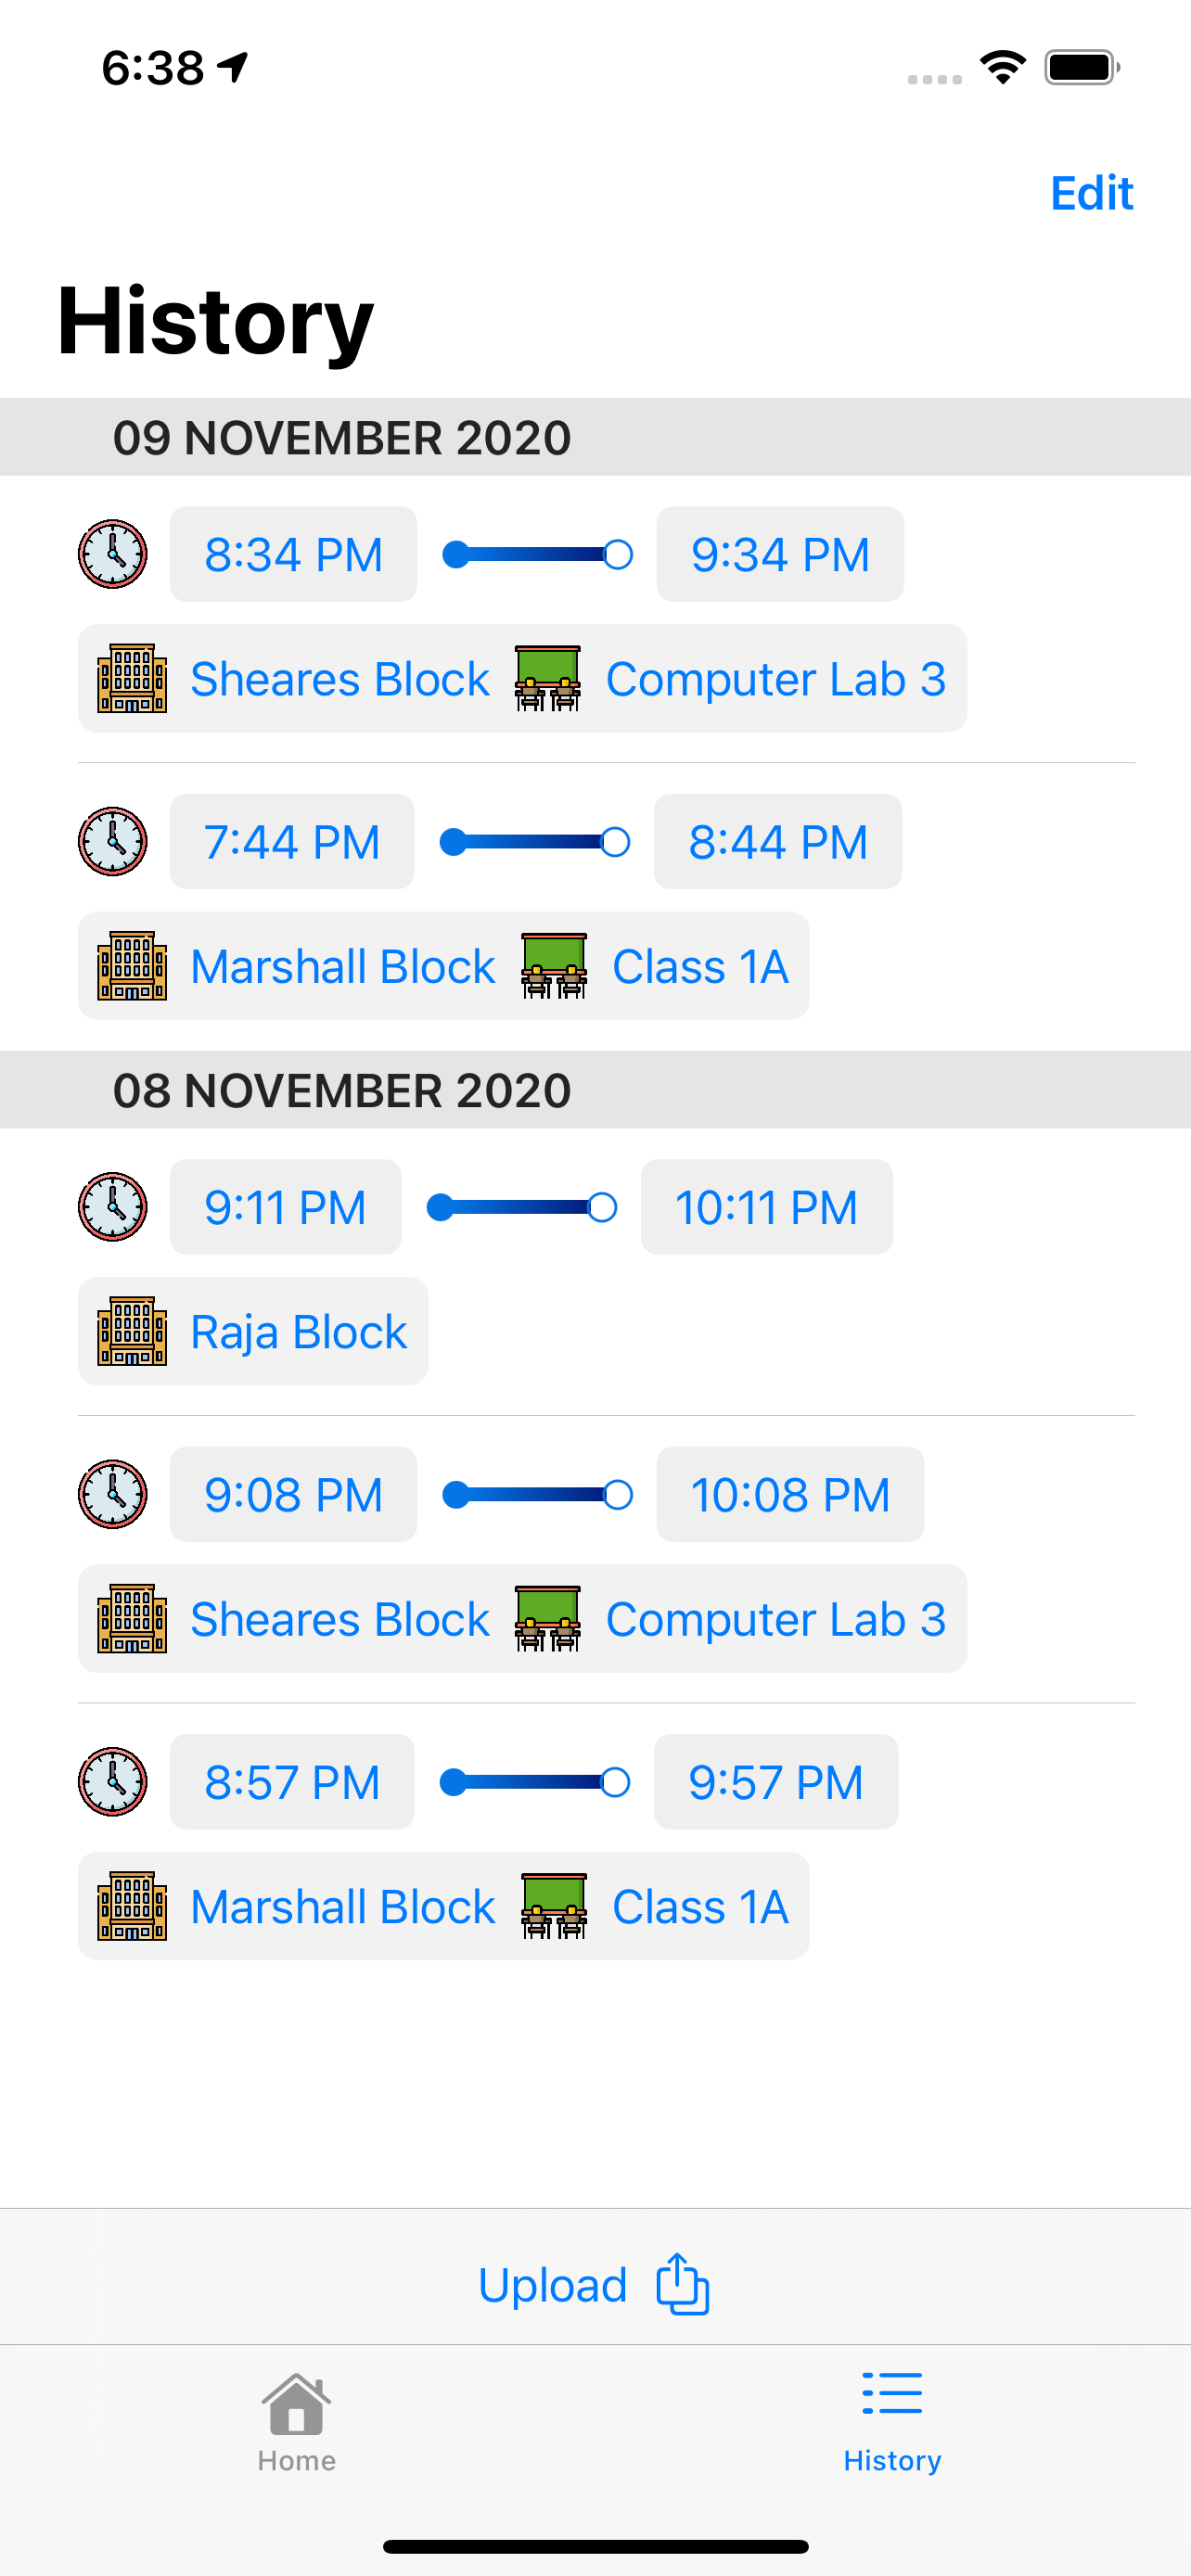 6:38
Edit
History
09 NOVEMBER 2020
8:34 PM 9:34 PM
Sheares Block Computer Lab 3
7:44 PM 8:44 PM
Marshall Block Class 1A
08 NOVEMBER 2020
9:11 PM 10:11 PM
Raja Block
9:08 PM 10:08 PM
Sheares Block Computer Lab 3
8:57 PM 9:57 PM
Marshall Block Class 1A
Upload
Home History